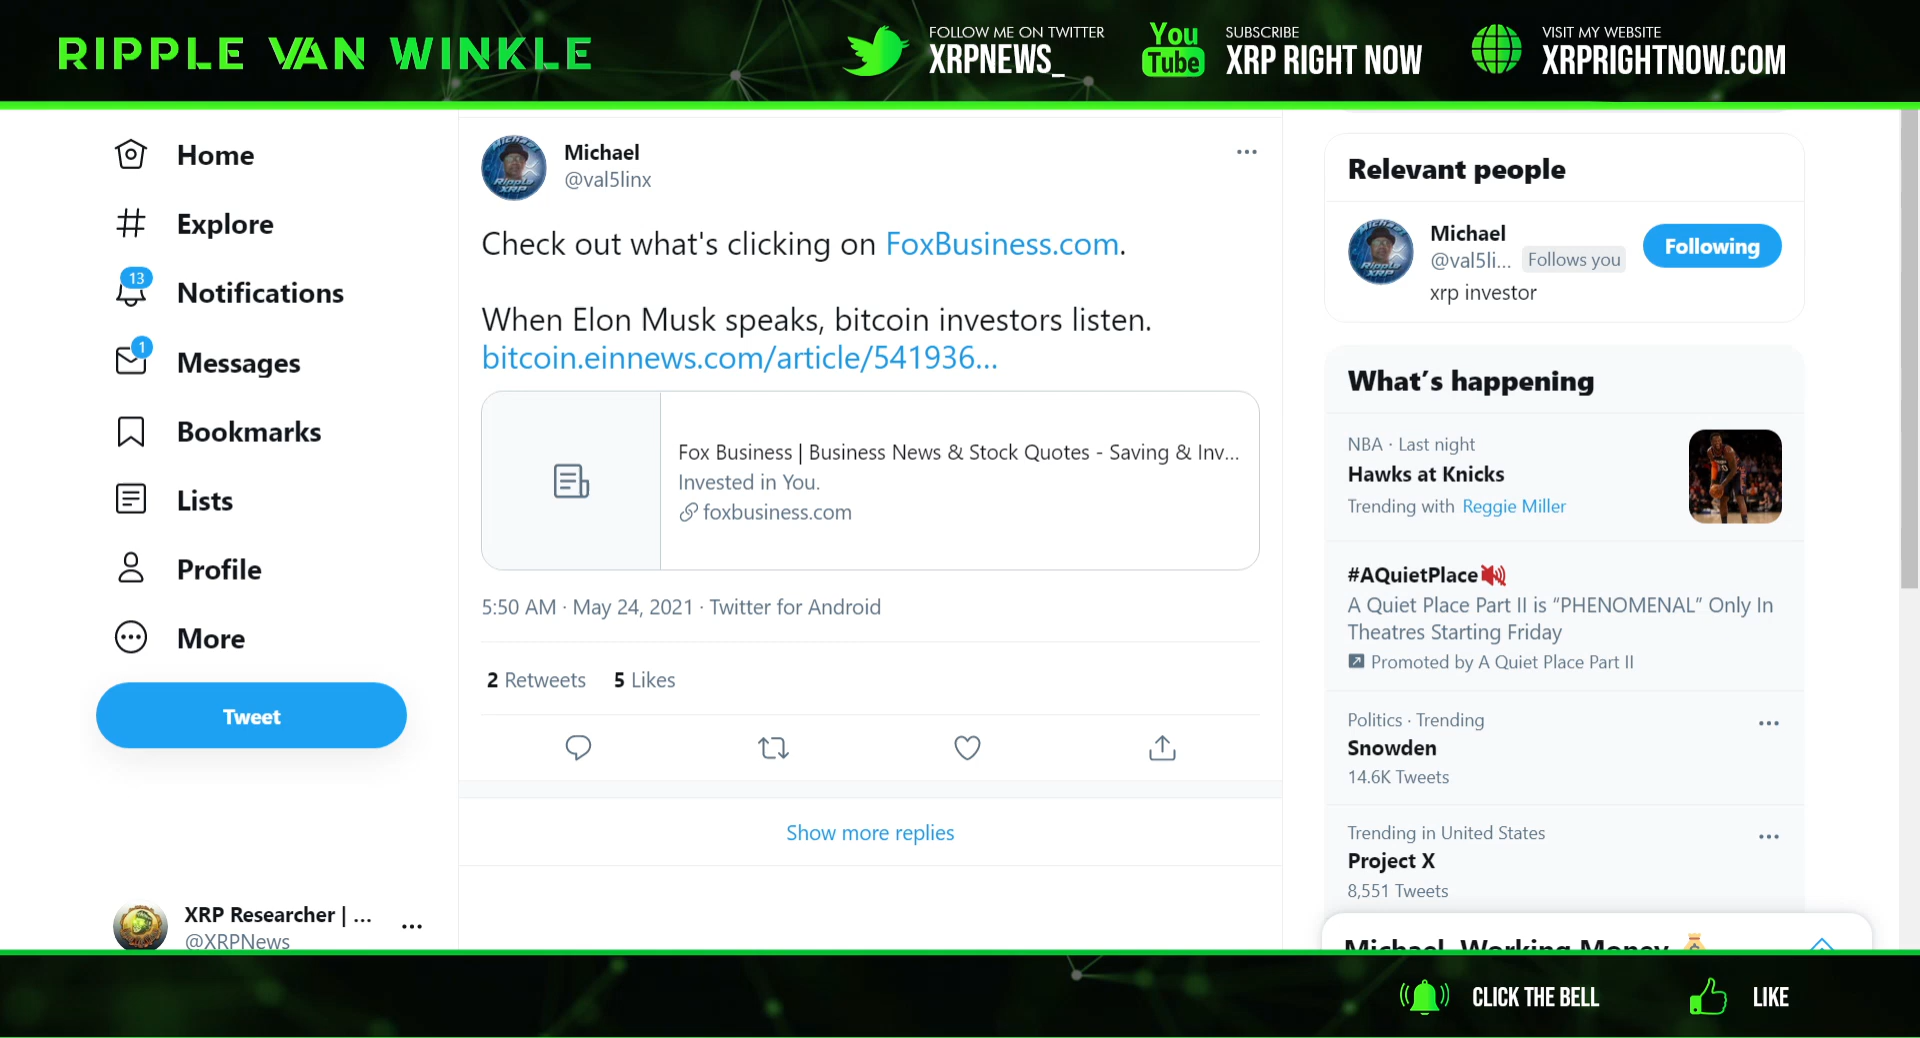 RIPPLE VAN WINKLE
FOLLOW ME ON TWITTER
XRPNEWS_
You
Tube
SUBSCRIBE
XRP RIGHT NOW
VISIT MY WEBSITE
XRPRIGHTNOW.COM
Home
Explore
13
Notifications
1
Messages
Bookmarks
Lists
Profile
More
Tweet
XRP Researcher | ...
@XRPNews
Michael
@val5linx
Check out what's clicking on FoxBusiness.com.
When Elon Musk speaks, bitcoin investors listen.
bitcoin.einnews.com/article/541936...
Fox Business | Business News & Stock Quotes - Saving & Inv...
Invested in You.
foxbusiness.com
5:50 AM · May 24, 2021 · Twitter for Android
2 Retweets 5 Likes
Show more replies
Relevant people
Michael
@val5li... Follows you
xrp investor
Following
What's happening
NBA · Last night
Hawks at Knicks
Trending with Reggie Miller
#AQuietPlace
A Quiet Place Part II is “PHENOMENAL” Only In
Theatres Starting Friday
Promoted by A Quiet Place Part II
Politics · Trending
Snowden
14.6K Tweets
Trending in United States
Project X
8,551 Tweets
Michael, Working Money
CLICK THE BELL
LIKE